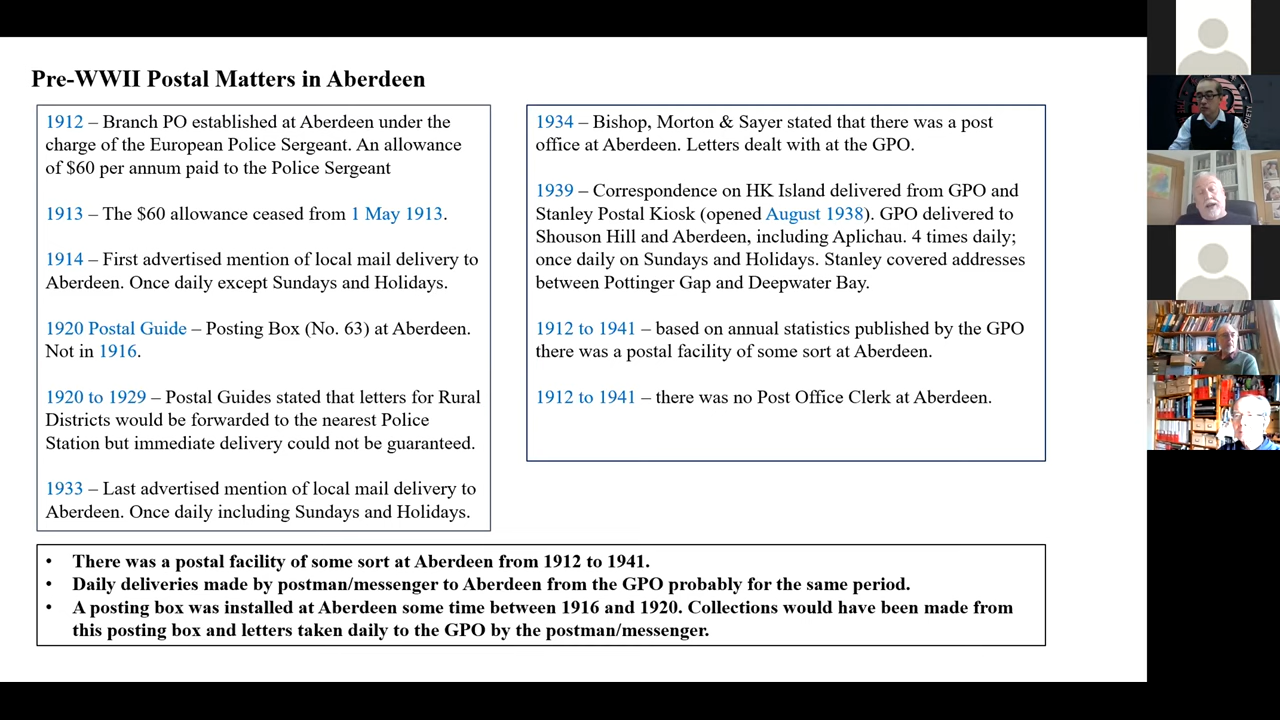 Pre-WWII Postal Matters in Aberdeen
1912 – Branch PO established at Aberdeen under the
charge of the European Police Sergeant. An allowance
of $60 per annum paid to the Police Sergeant
1913 – The $60 allowance ceased from 1 May 1913.
1914 – First advertised mention of local mail delivery to
Aberdeen. Once daily except Sundays and Holidays.
1920 Postal Guide – Posting Box (No. 63) at Aberdeen.
Not in 1916.
1920 to 1929 – Postal Guides stated that letters for Rural
Districts would be forwarded to the nearest Police
Station but immediate delivery could not be guaranteed.
1933 – Last advertised mention of local mail delivery to
Aberdeen. Once daily including Sundays and Holidays.
1934 – Bishop, Morton & Sayer stated that there was a post
office at Aberdeen. Letters dealt with at the GPO.
1939 – Correspondence on HK Island delivered from GPO and
Stanley Postal Kiosk (opened August 1938). GPO delivered to
Shouson Hill and Aberdeen, including Aplichau. 4 times daily;
once daily on Sundays and Holidays. Stanley covered addresses
between Pottinger Gap and Deepwater Bay.
1912 to 1941 – based on annual statistics published by the GPO
there was a postal facility of some sort at Aberdeen.
1912 to 1941 – there was no Post Office Clerk at Aberdeen.
• There was a postal facility of some sort at Aberdeen from 1912 to 1941.
• Daily deliveries made by postman/messenger to Aberdeen from the GPO probably for the same period.
• A posting box was installed at Aberdeen some time between 1916 and 1920. Collections would have been made from
this posting box and letters taken daily to the GPO by the postman/messenger.